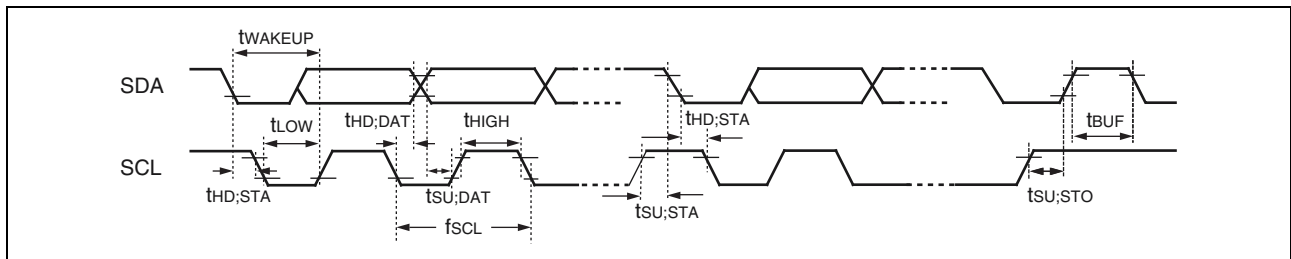 tWAKEUP
SDA
tLOW
tHD;DAT
tHIGH
tHD;STA
tBUF
SCL
tHD;STA
tSU;DAT
tSU;STA
tSU;STO
fSCL